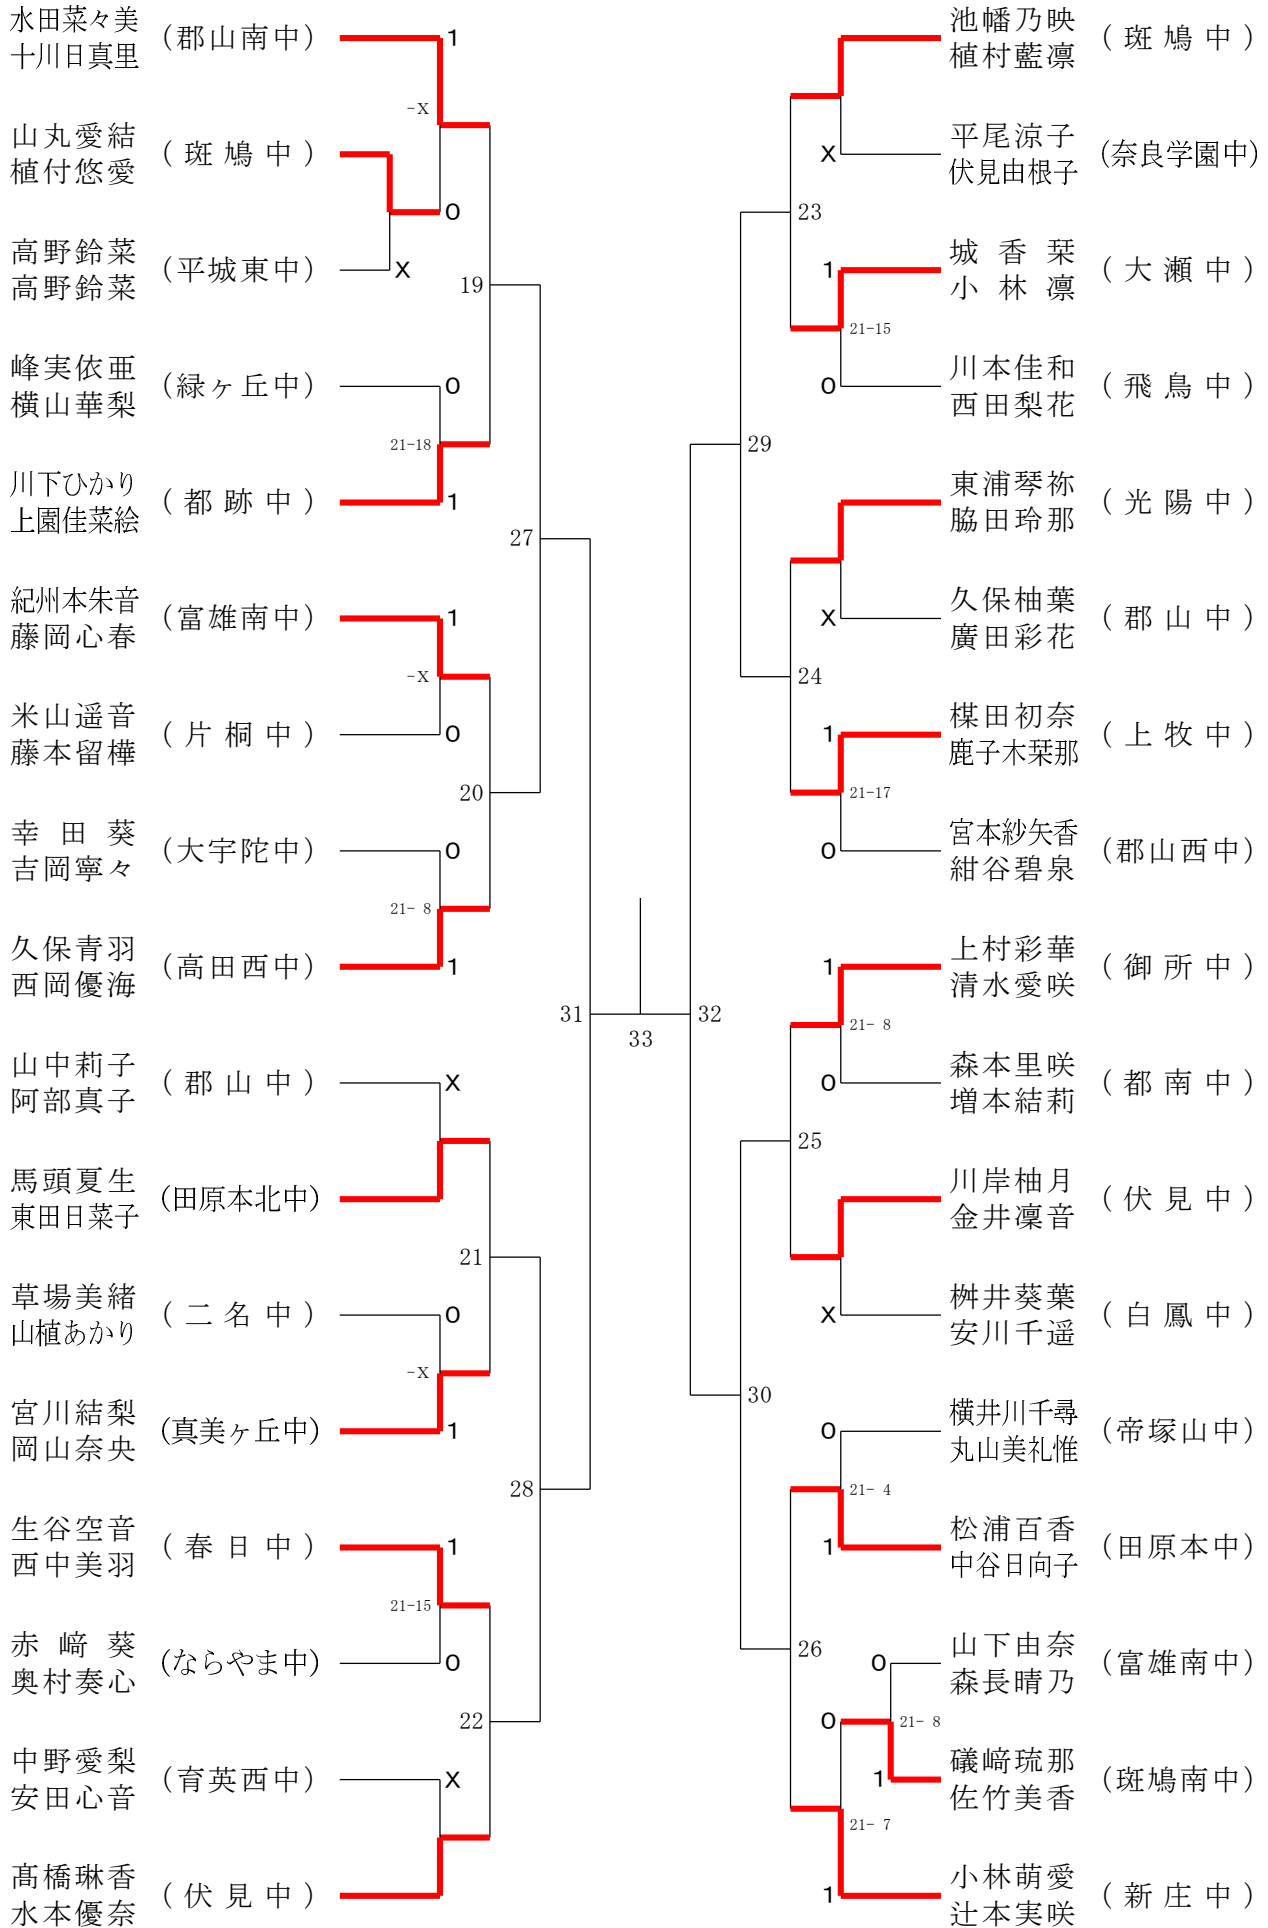 水田菜々美
十川日真里
(郡山南中)
1
-X
山丸愛結
植付悠愛
(斑鳩中)
0
高野鈴菜
高野鈴菜
(平城東中)
X
19
峰実依亜
横山華梨
(緑ヶ丘中)
0
21-18
川下ひかり
上園佳菜絵
(都跡中)
1
27
紀州本朱音
藤岡心春
(富雄南中)
1
-X
米山遥音
藤本留樺
(片桐中)
0
20
幸田葵
吉岡寧々
(大宇陀中)
0
21- 8
久保青羽
西岡優海
(高田西中)
1
31
33
山中莉子
阿部真子
(郡山中)
X
馬頭夏生
東田日菜子
(田原本北中)
21
草場美緒
山植あかり
(二名中)
0
-X
宮川結梨
岡山奈央
(真美ヶ丘中)
1
28
生谷空音
西中美羽
(春日中)
1
21-15
赤﨑葵
奥村奏心
(ならやま中)
0
22
中野愛梨
安田心音
(育英西中)
X
髙橋琳香
水本優奈
(伏見中)
池幡乃映
植村藍凛
(斑鳩中)
平尾涼子
伏見由根子
(奈良学園中)
X
23
城香栞
小林凛
(大瀬中)
1
21-15
川本佳和
西田梨花
(飛鳥中)
0
29
東浦琴祢
脇田玲那
(光陽中)
久保柚葉
廣田彩花
(郡山中)
X
24
楳田初奈
鹿子木栞那
(上牧中)
1
21-17
宮本紗矢香
紺谷碧泉
(郡山西中)
0
上村彩華
清水愛咲
(御所中)
1
21- 8
32
森本里咲
増本結莉
(都南中)
0
25
川岸柚月
金井凜音
(伏見中)
桝井葵葉
安川千遥
(白鳳中)
X
30
横井川千尋
丸山美礼惟
(帝塚山中)
0
21- 4
松浦百香
中谷日向子
(田原本中)
1
26
山下由奈
森長晴乃
(富雄南中)
0
0
21- 8
礒﨑琉那
佐竹美香
(斑鳩南中)
1
21- 7
小林萌愛
辻本実咲
(新庄中)
1